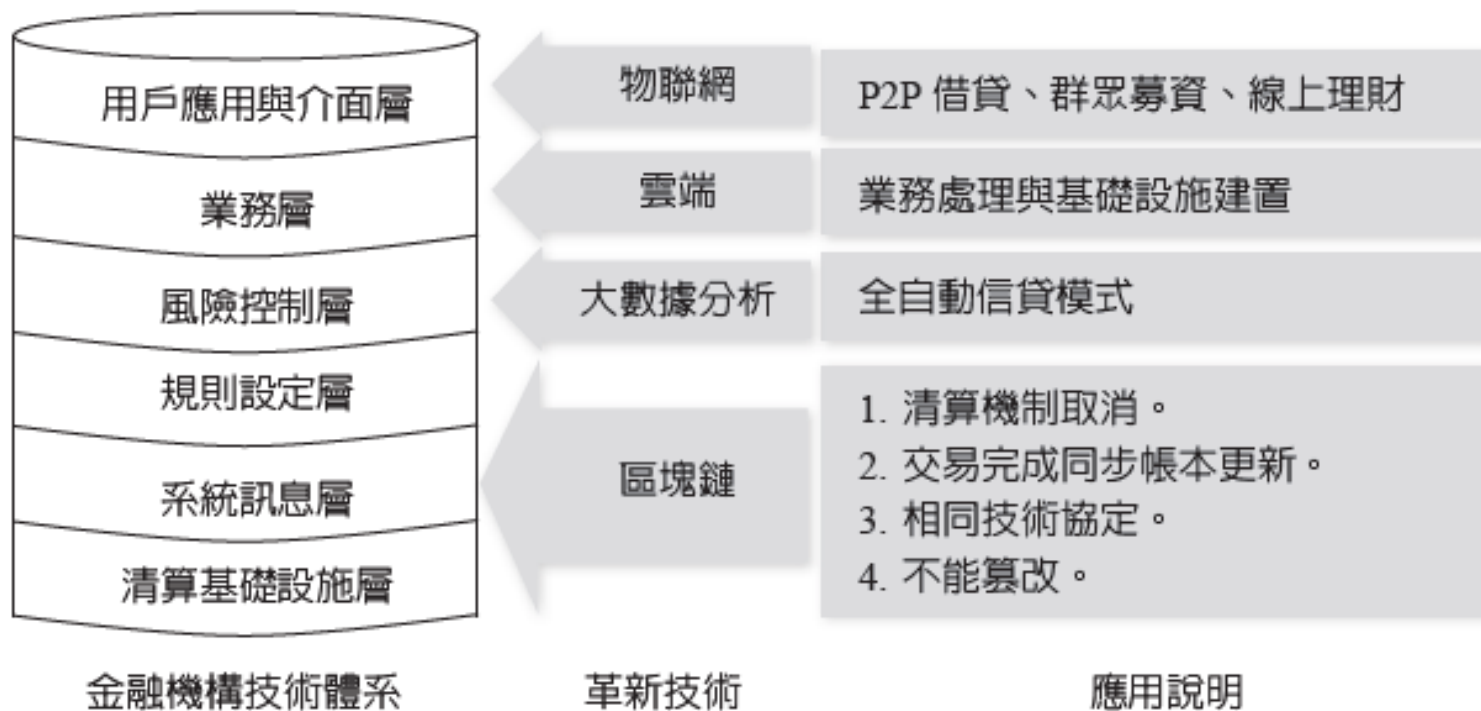 用戶應用與介面層
物聯網
P2P 借貸、群眾募資、線上理財
業務層
雲端
業務處理與基礎設施建置
風險控制層
大數據分析
全自動信貸模式
規則設定層
系統訊息層
清算基礎設施層
區塊鏈
1. 清算機制取消。
2. 交易完成同步帳本更新。
3. 相同技術協定。
4. 不能篡改。
金融機構技術體系
革新技術
應用說明